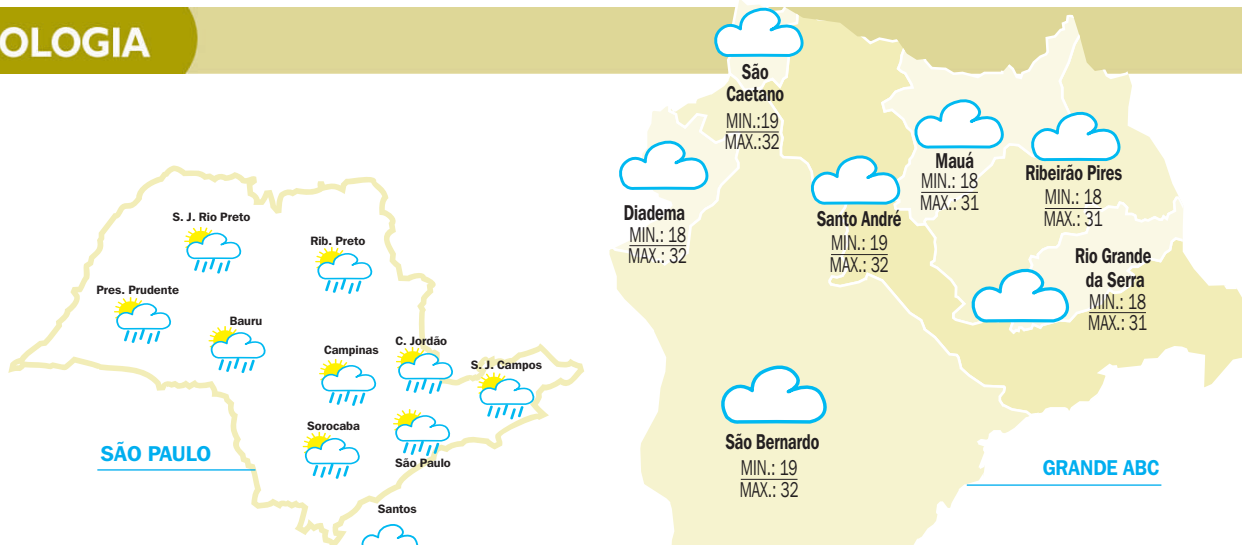 OLOGIA
S. J. Rio Preto
Rib. Preto
Pres. Prudente
Bauru
Campinas
C. Jordão
S. J. Campos
Sorocaba
São Paulo
SÃO PAULO
Santos
São
Caetano
MIN.:19
MAX.:32
Diadema
MIN.: 18
MAX.: 32
Santo André
MIN.: 19
MAX.: 32
Mauá
MIN.: 18
MAX.: 31
Ribeirão Pires
MIN.: 18
MAX.: 31
Rio Grande
da Serra
MIN.: 18
MAX.: 31
São Bernardo
MIN.: 19
MAX.: 32
GRANDE ABC